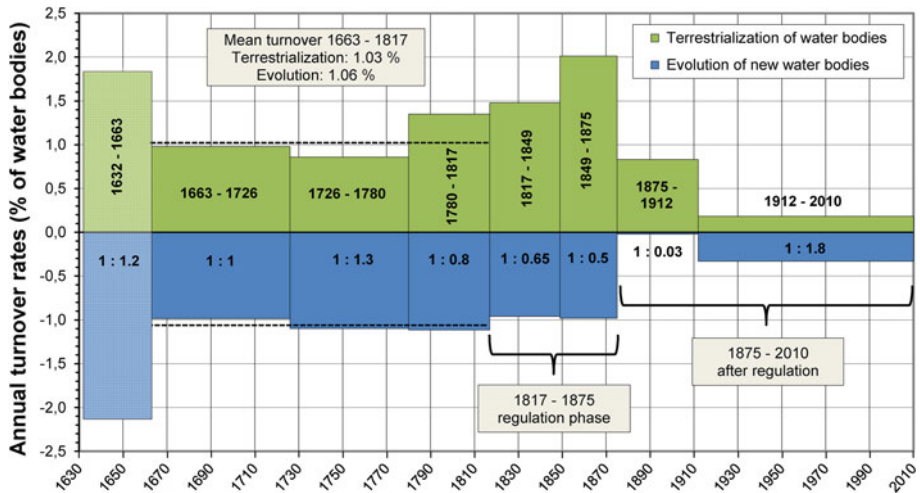 Annual turnover rates (% of water bodies)
2,5
2,0
1,5
1,0
0,5
0,0
-0,5
-1,0
-1,5
-2,0
-2,5
Mean turnover 1663 - 1817
Terrestrialization: 1.03 %
Evolution: 1.06 %
Terrestrialization of water bodies
Evolution of new water bodies
1632 - 1663
1663 - 1726
1726 - 1780
1780 - 1817
1817 - 1849
1849 - 1875
1875 -
1912
1912 - 2010
1 : 1.2
1 : 1
1 : 1.3
1 : 0.8
1 : 0.65
1 : 0.5
1 : 0.03
1 : 1.8
1817 - 1875
regulation phase
1875 - 2010
after regulation
1630
1650
1670
1690
1710
1730
1750
1770
1790
1810
1830
1850
1870
1890
1910
1930
1950
1970
1990
2010